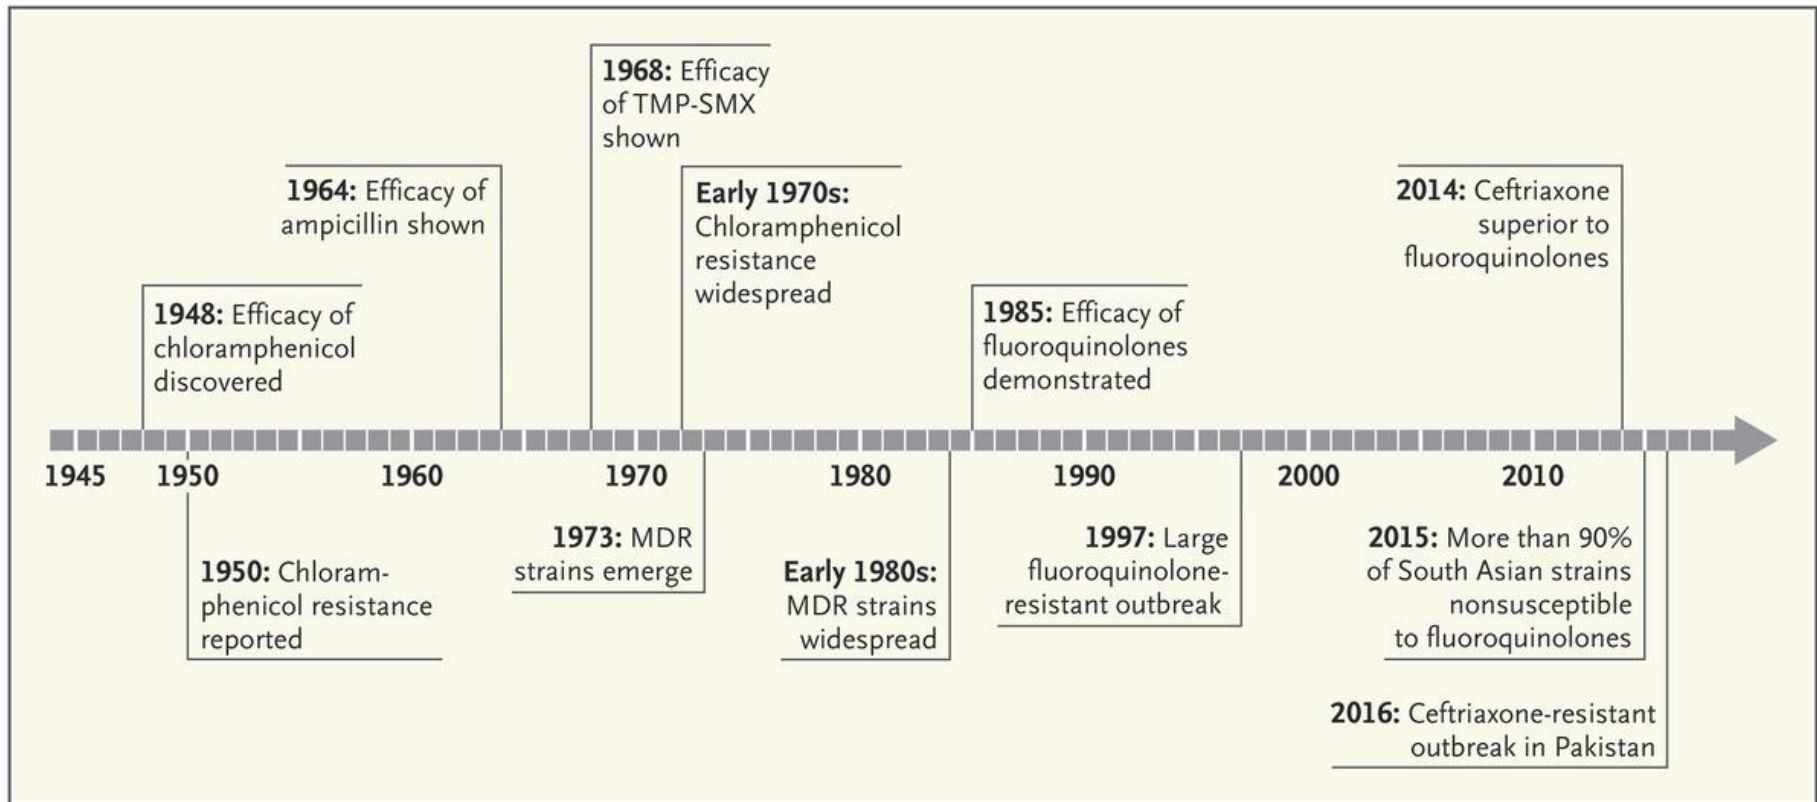 1968: Efficacy
of TMP-SMX
shown
1964: Efficacy of
ampicillin shown
Early 1970s:
Chloramphenicol
resistance
widespread
2014: Ceftriaxone
superior to
fluoroquinolones
1948: Efficacy of
chloramphenicol
discovered
1985: Efficacy of
fluoroquinolones
demonstrated
1945 1950 1960 1970 1980 1990 2000 2010
1950: Chloram-
phenicol resistance
reported
1973: MDR
strains emerge
Early 1980s:
MDR strains
widespread
1997: Large
fluoroquinolone-
resistant outbreak
2015: More than 90%
of South Asian strains
nonsusceptible
to fluoroquinolones
2016: Ceftriaxone-resistant
outbreak in Pakistan